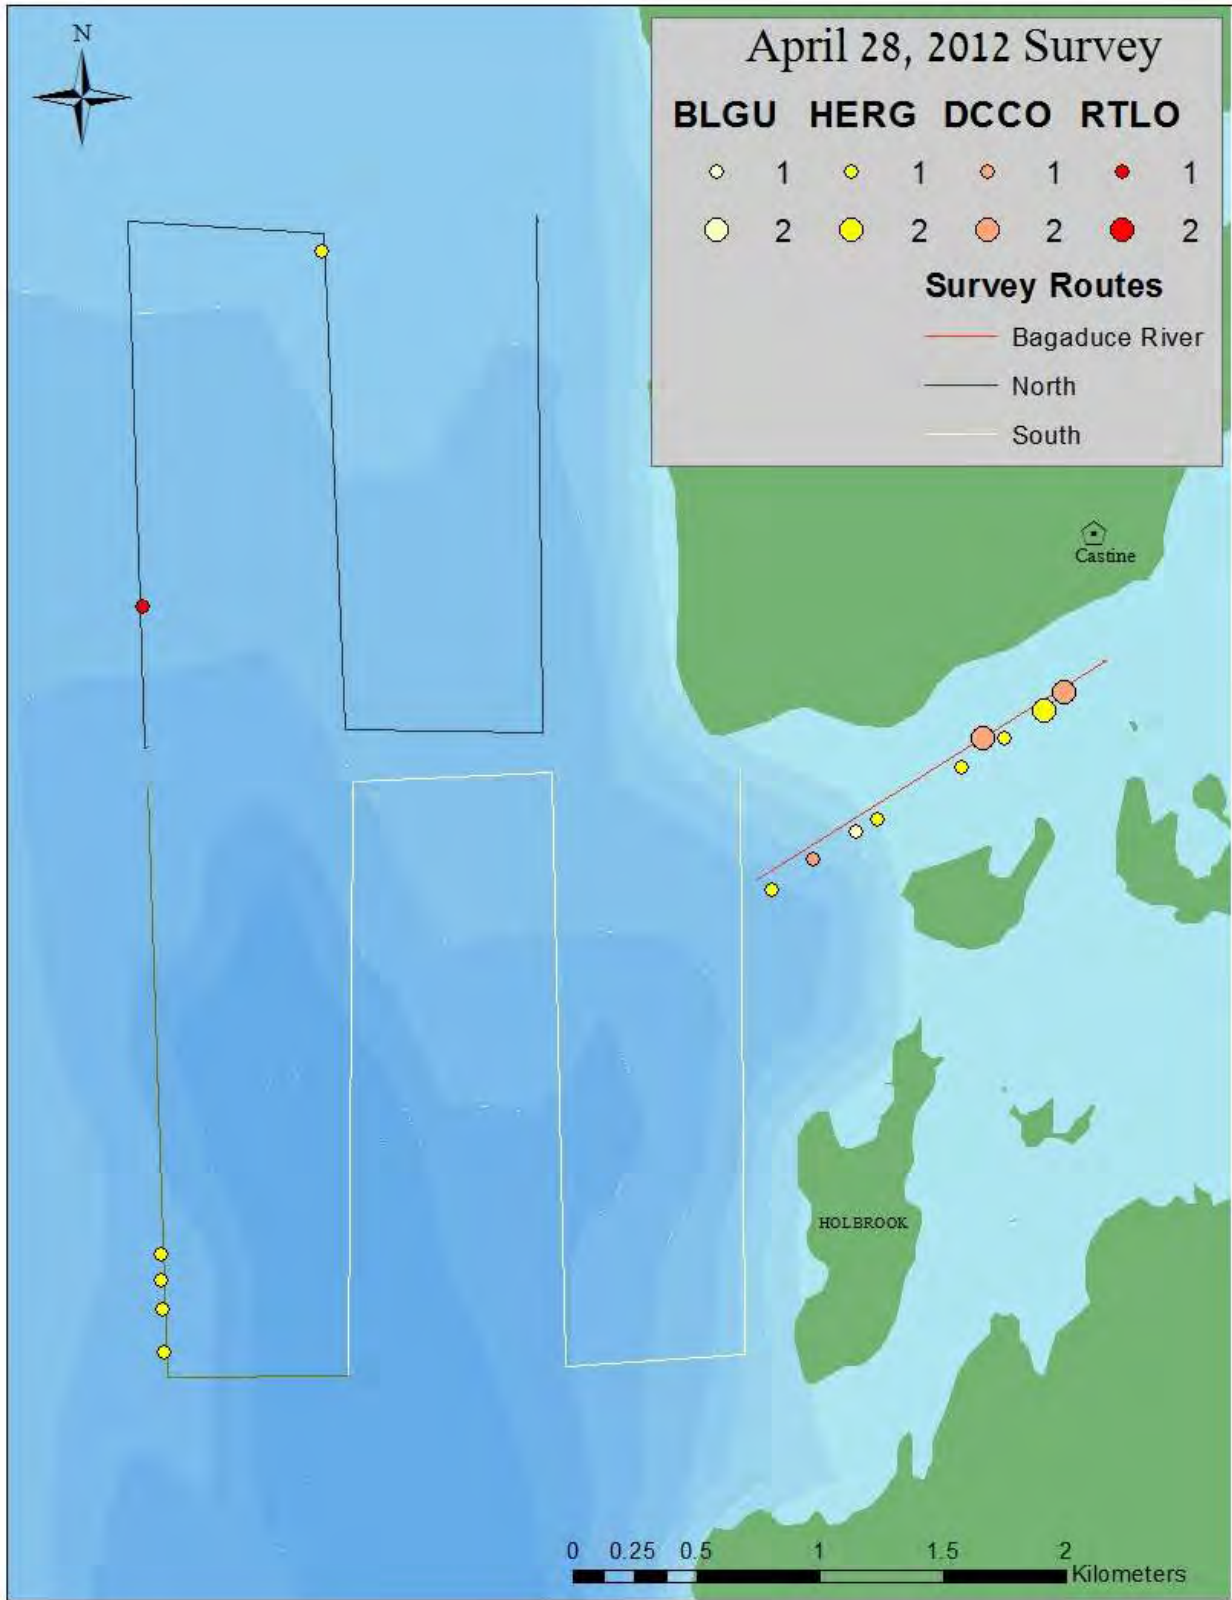 N
April 28, 2012 Survey
BLGU HERG DCCO RTLO
1 1 1 1
2 2 2 2
Survey Routes
Bagaduce River
North
South
Castine
HOLBROOK
0 0.25 0.5 1 1.5 2
Kilometers